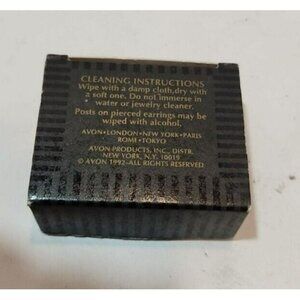 CLEANING INSTRUCTIONS
Wipe with a damp cloth,dry with
a soft one. Do not immerse in
water or jewelry cleaner.
Posts on pierced earrings may be
wiped with alcohol.
AVON•LONDON•NEW YORK•PARIS
ROME•TOKYO
AVON PRODUCTS, INC., DISTR.
NEW YORK, N.Y. 10019
© AVON 1992-ALL RIGHTS RESERVED